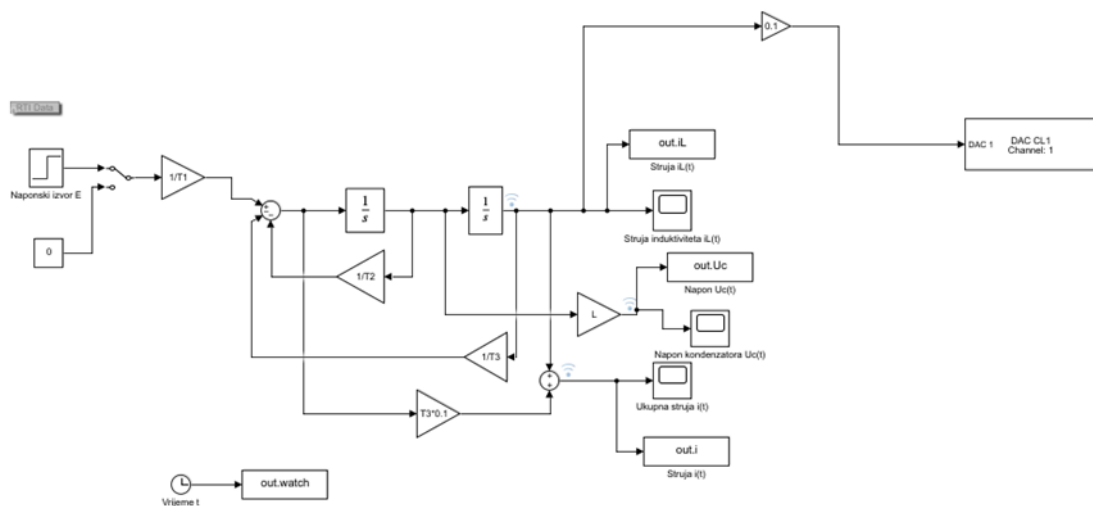 0.1
RTI Data
DAC 1
DAC CL1
Channel: 1
out.iL
Struja iL(t)
1/T1
Naponski izvor E
+
−
−
1
s
1
s
Struja induktiviteta iL(t)
0
out.Uc
Napon Uc(t)
1/T2
L
Napon kondenzatora Uc(t)
1/T3
+
+
Ukupna struja i(t)
T3*0.1
out.i
Struja i(t)
out.watch
Vrijeme t